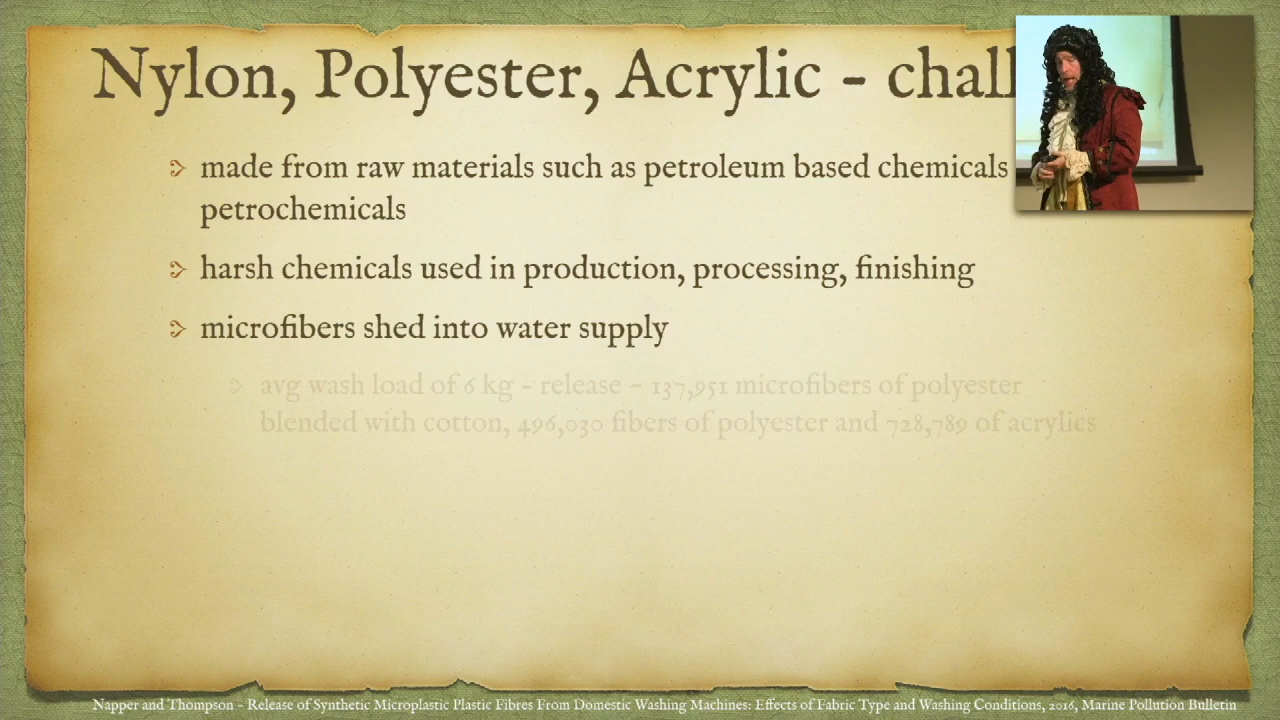 Nylon, Polyester, Acrylic - chall
made from raw materials such as petroleum based chemicals
petrochemicals
harsh chemicals used in production, processing, finishing
microfibers shed into water supply
avg wash load of 6 kg - release ~ 137,951 microfibers of polyester
blended with cotton, 496,030 fibers of polyester and 728,789 of acrylics
Napper and Thompson - Release of Synthetic Microplastic Plastic Fibres From Domestic Washing Machines: Effects of Fabric Type and Washing Conditions, 2016, Marine Pollution Bulletin